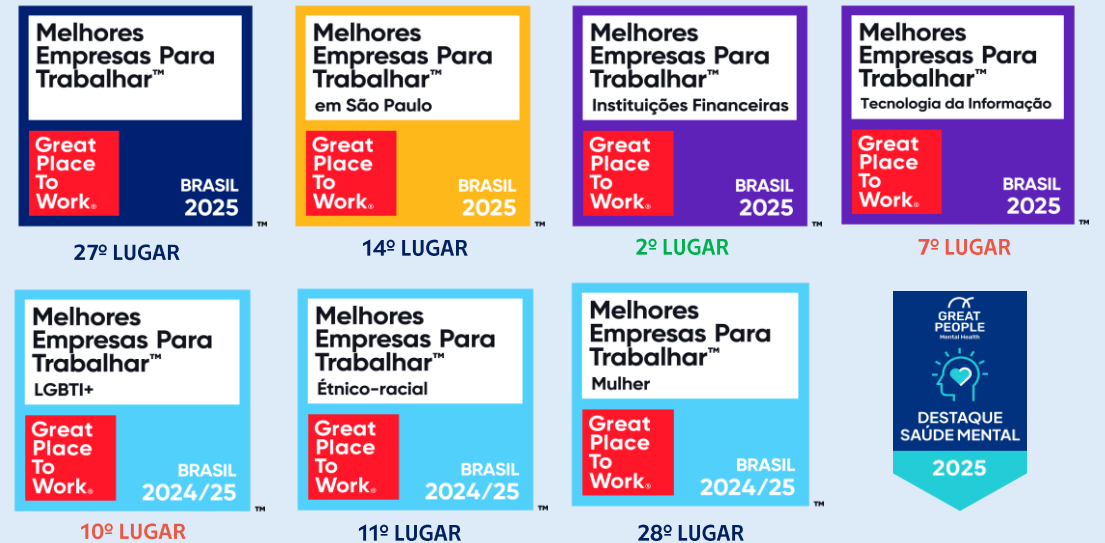 Melhores
Empresas Para
Trabalhar™
Great
Place
To
Work®
BRASIL
2025
™
27º LUGAR
Melhores
Empresas Para
Trabalhar™
em São Paulo
Great
Place
To
Work®
BRASIL
2025
™
14º LUGAR
Melhores
Empresas Para
Trabalhar™
Instituições Financeiras
Great
Place
To
Work®
BRASIL
2025
™
2º LUGAR
Melhores
Empresas Para
Trabalhar™
Tecnologia da Informação
Great
Place
To
Work®
BRASIL
2025
™
7º LUGAR
Melhores
Empresas Para
Trabalhar™
LGBTI+
Great
Place
To
Work®
BRASIL
2024/25
™
10º LUGAR
Melhores
Empresas Para
Trabalhar™
Étnico-racial
Great
Place
To
Work®
BRASIL
2024/25
™
11º LUGAR
Melhores
Empresas Para
Trabalhar™
Mulher
Great
Place
To
Work®
BRASIL
2024/25
™
28º LUGAR
GREAT
PEOPLE
Mental Health
DESTAQUE
SAÚDE MENTAL
2025